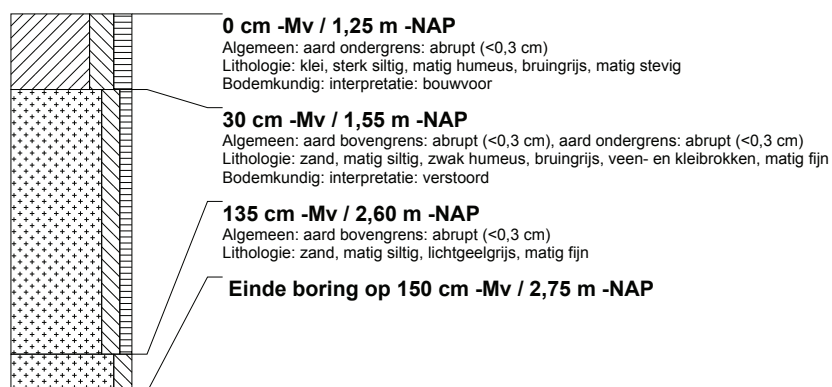 0 cm -Mv / 1,25 m -NAP
Algemeen: aard ondergrens: abrupt (<0,3 cm)
Lithologie: klei, sterk siltig, matig humeus, bruingrijs, matig stevig
Bodemkundig: interpretatie: bouwvoor
30 cm -Mv / 1,55 m -NAP
Algemeen: aard bovengrens: abrupt (<0,3 cm), aard ondergrens: abrupt (<0,3 cm)
Lithologie: zand, matig siltig, zwak humeus, bruingrijs, veen- en kleibrokken, matig fijn
Bodemkundig: interpretatie: verstoord
135 cm -Mv / 2,60 m -NAP
Algemeen: aard bovengrens: abrupt (<0,3 cm)
Lithologie: zand, matig siltig, lichtgeelgrijs, matig fijn
Einde boring op 150 cm -Mv / 2,75 m -NAP